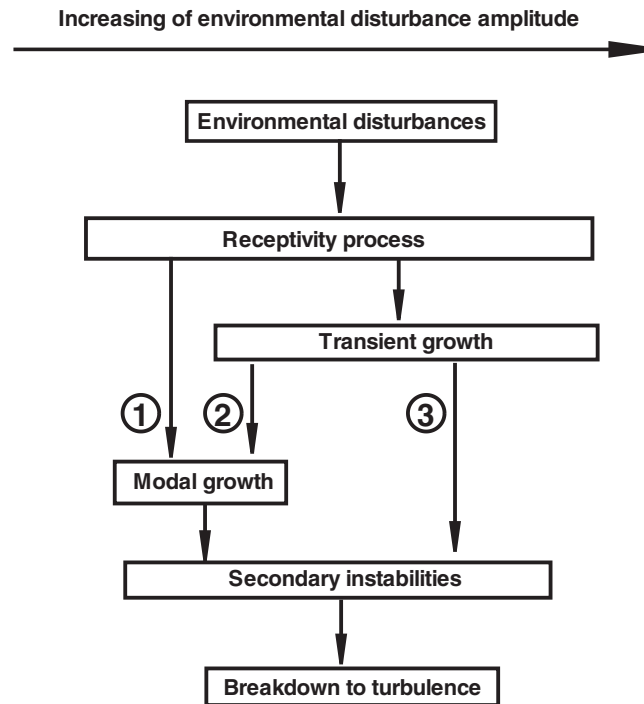 Increasing of environmental disturbance amplitude
Environmental disturbances
Receptivity process
Transient growth
1
2
3
Modal growth
Secondary instabilities
Breakdown to turbulence